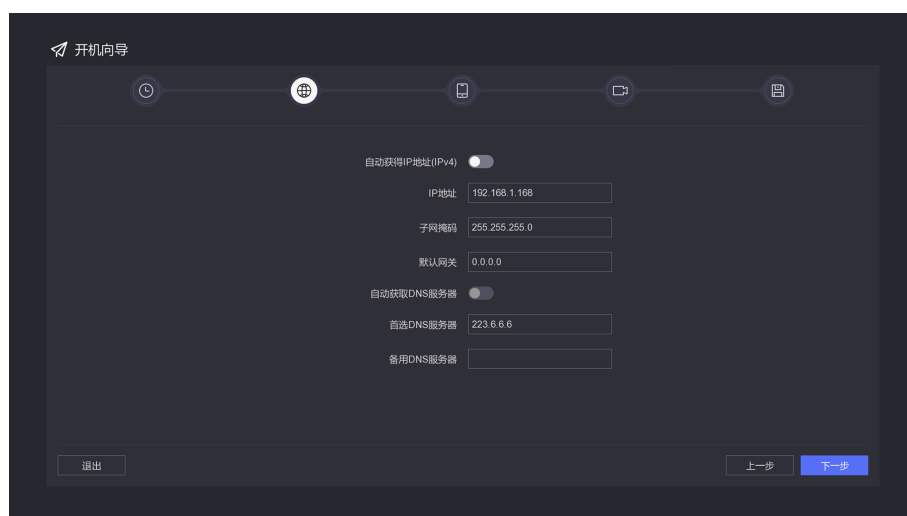 开机向导
自动获得IP地址(IPv4)
IP地址 192.168.1.168
子网掩码 255.255.255.0
默认网关 0.0.0.0
自动获取DNS服务器
首选DNS服务器 223.6.6.6
备用DNS服务器
退出 上一步 下一步